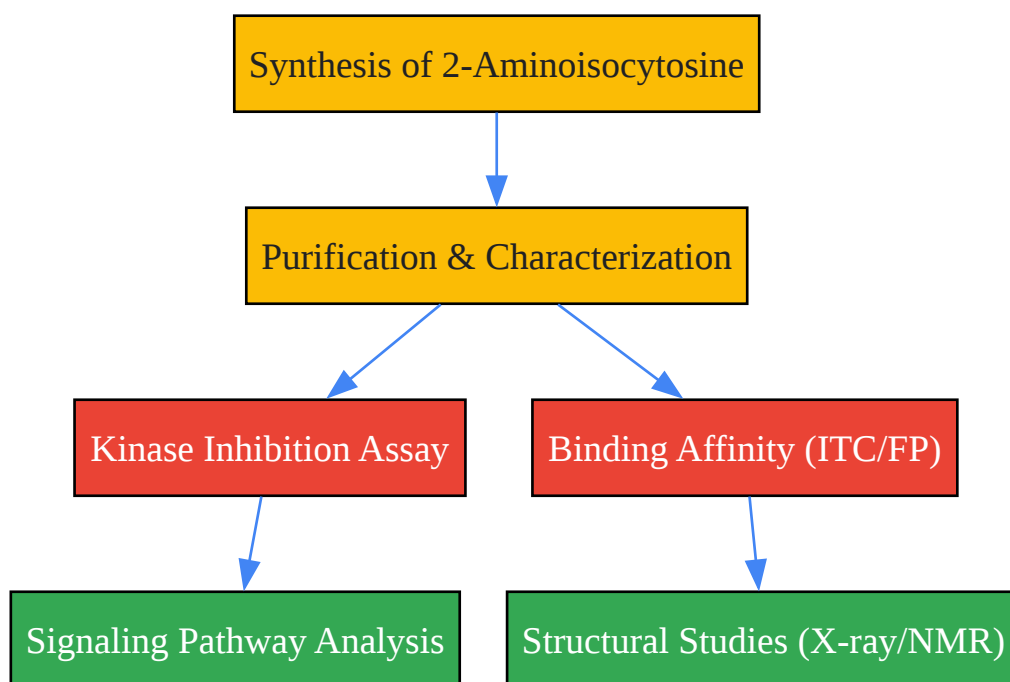 Synthesis of 2-Aminoisocytosine
Purification & Characterization
Kinase Inhibition Assay
Binding Affinity (ITC/FP)
Signaling Pathway Analysis
Structural Studies (X-ray/NMR)